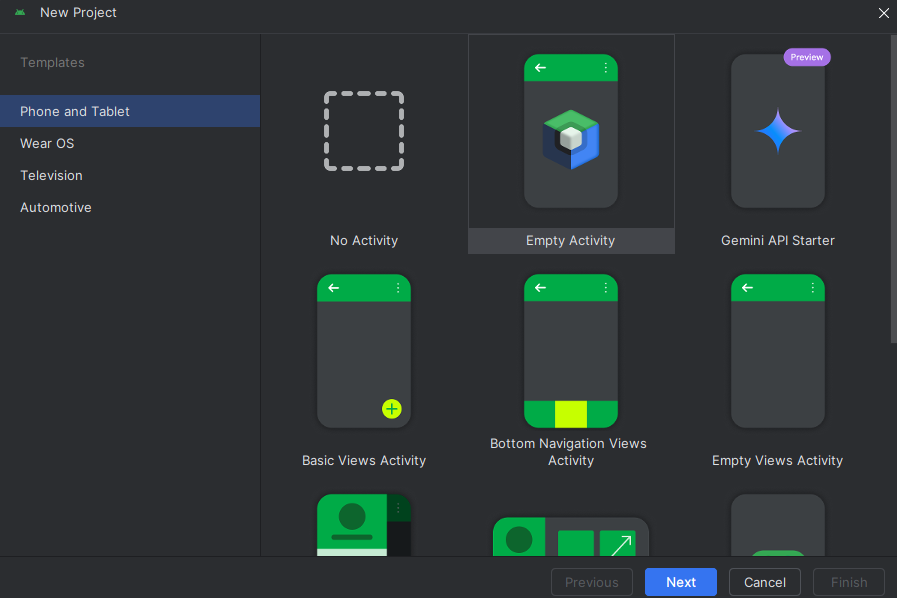 New Project
Templates
Phone and Tablet
Wear OS
Television
Automotive
No Activity
Empty Activity
Preview
Gemini API Starter
Basic Views Activity
Bottom Navigation Views
Activity
Empty Views Activity
Previous
Next
Cancel
Finish